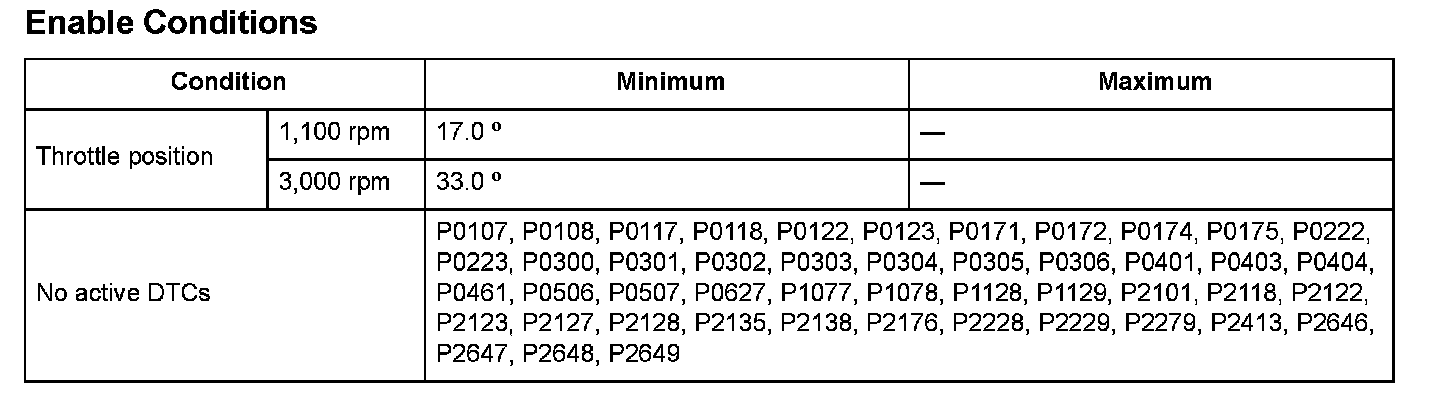 Enable Conditions
Condition Minimum Maximum
Throttle position 1,100 rpm 17.0 º —
3,000 rpm 33.0 º —
No active DTCs
P0107, P0108, P0117, P0118, P0122, P0123, P0171, P0172, P0174, P0175, P0222,
P0223, P0300, P0301, P0302, P0303, P0304, P0305, P0306, P0401, P0403, P0404,
P0461, P0506, P0507, P0627, P1077, P1078, P1128, P1129, P2101, P2118, P2122,
P2123, P2127, P2128, P2135, P2138, P2176, P2228, P2229, P2279, P2413, P2646,
P2647, P2648, P2649